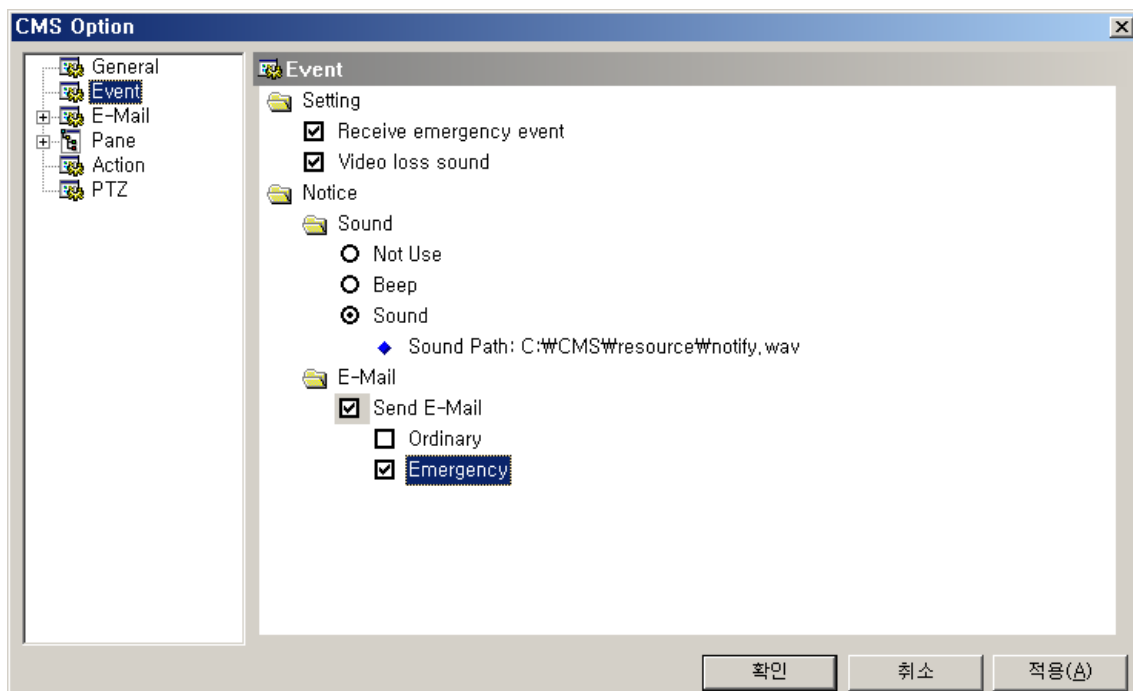 CMS Option
General
Event
E-Mail
Pane
Action
PTZ
Event
Setting
Receive emergency event
Video loss sound
Notice
Sound
Not Use
Beep
Sound
Sound Path: C:₩CMS₩resource₩notify.wav
E-Mail
Send E-Mail
Ordinary
Emergency
확인 취소 적용(A)